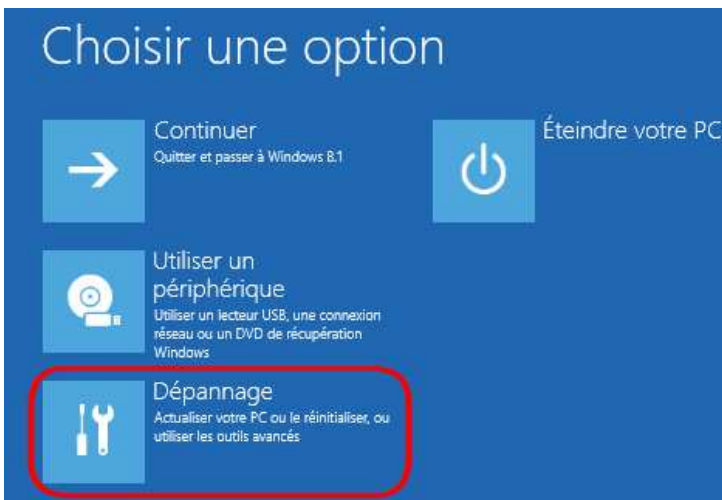 Choisir une option
Continuer
Quitter et passer à Windows 8.1
Éteindre votre PC
Utiliser un
périphérique
Utiliser un lecteur USB, une connexion
réseau ou un DVD de récupération
Windows
Dépannage
Actualiser votre PC ou le réinitialiser, ou
utiliser les outils avancés